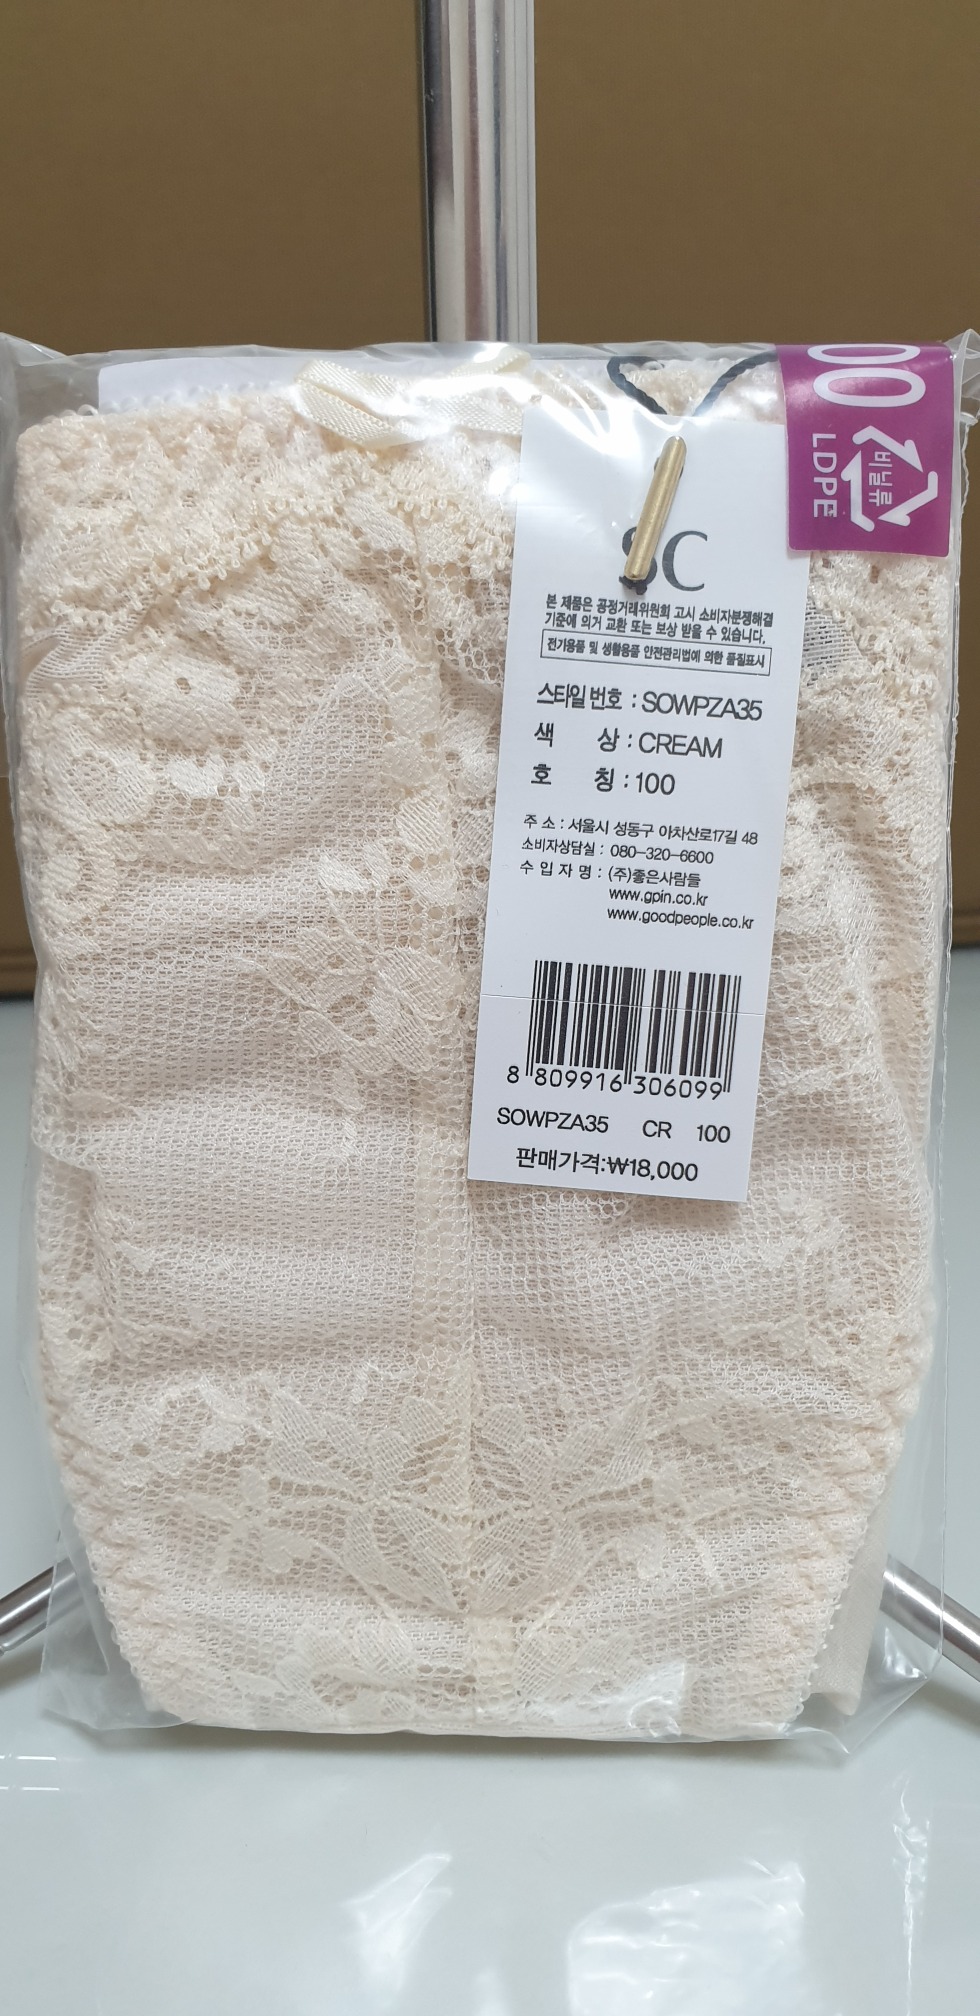 00
비닐류
LDPE
SC
본 제품은 공정거래위원회 고시 소비자분쟁해결
기준에 의거 교환 또는 보상 받을 수 있습니다.
전기용품 및 생활용품 안전관리법에 의한 품질표시
스타일 번호 : SOWPZA35
색 상 : CREAM
호 칭 : 100
주 소 : 서울시 성동구 아차산로17길 48
소비자상담실 : 080-320-6600
수 입 자 명 : (주)좋은사람들
www.gpin.co.kr
www.goodpeople.co.kr
8 809916 306099
SOWPZA35 CR 100
판매가격:₩18,000